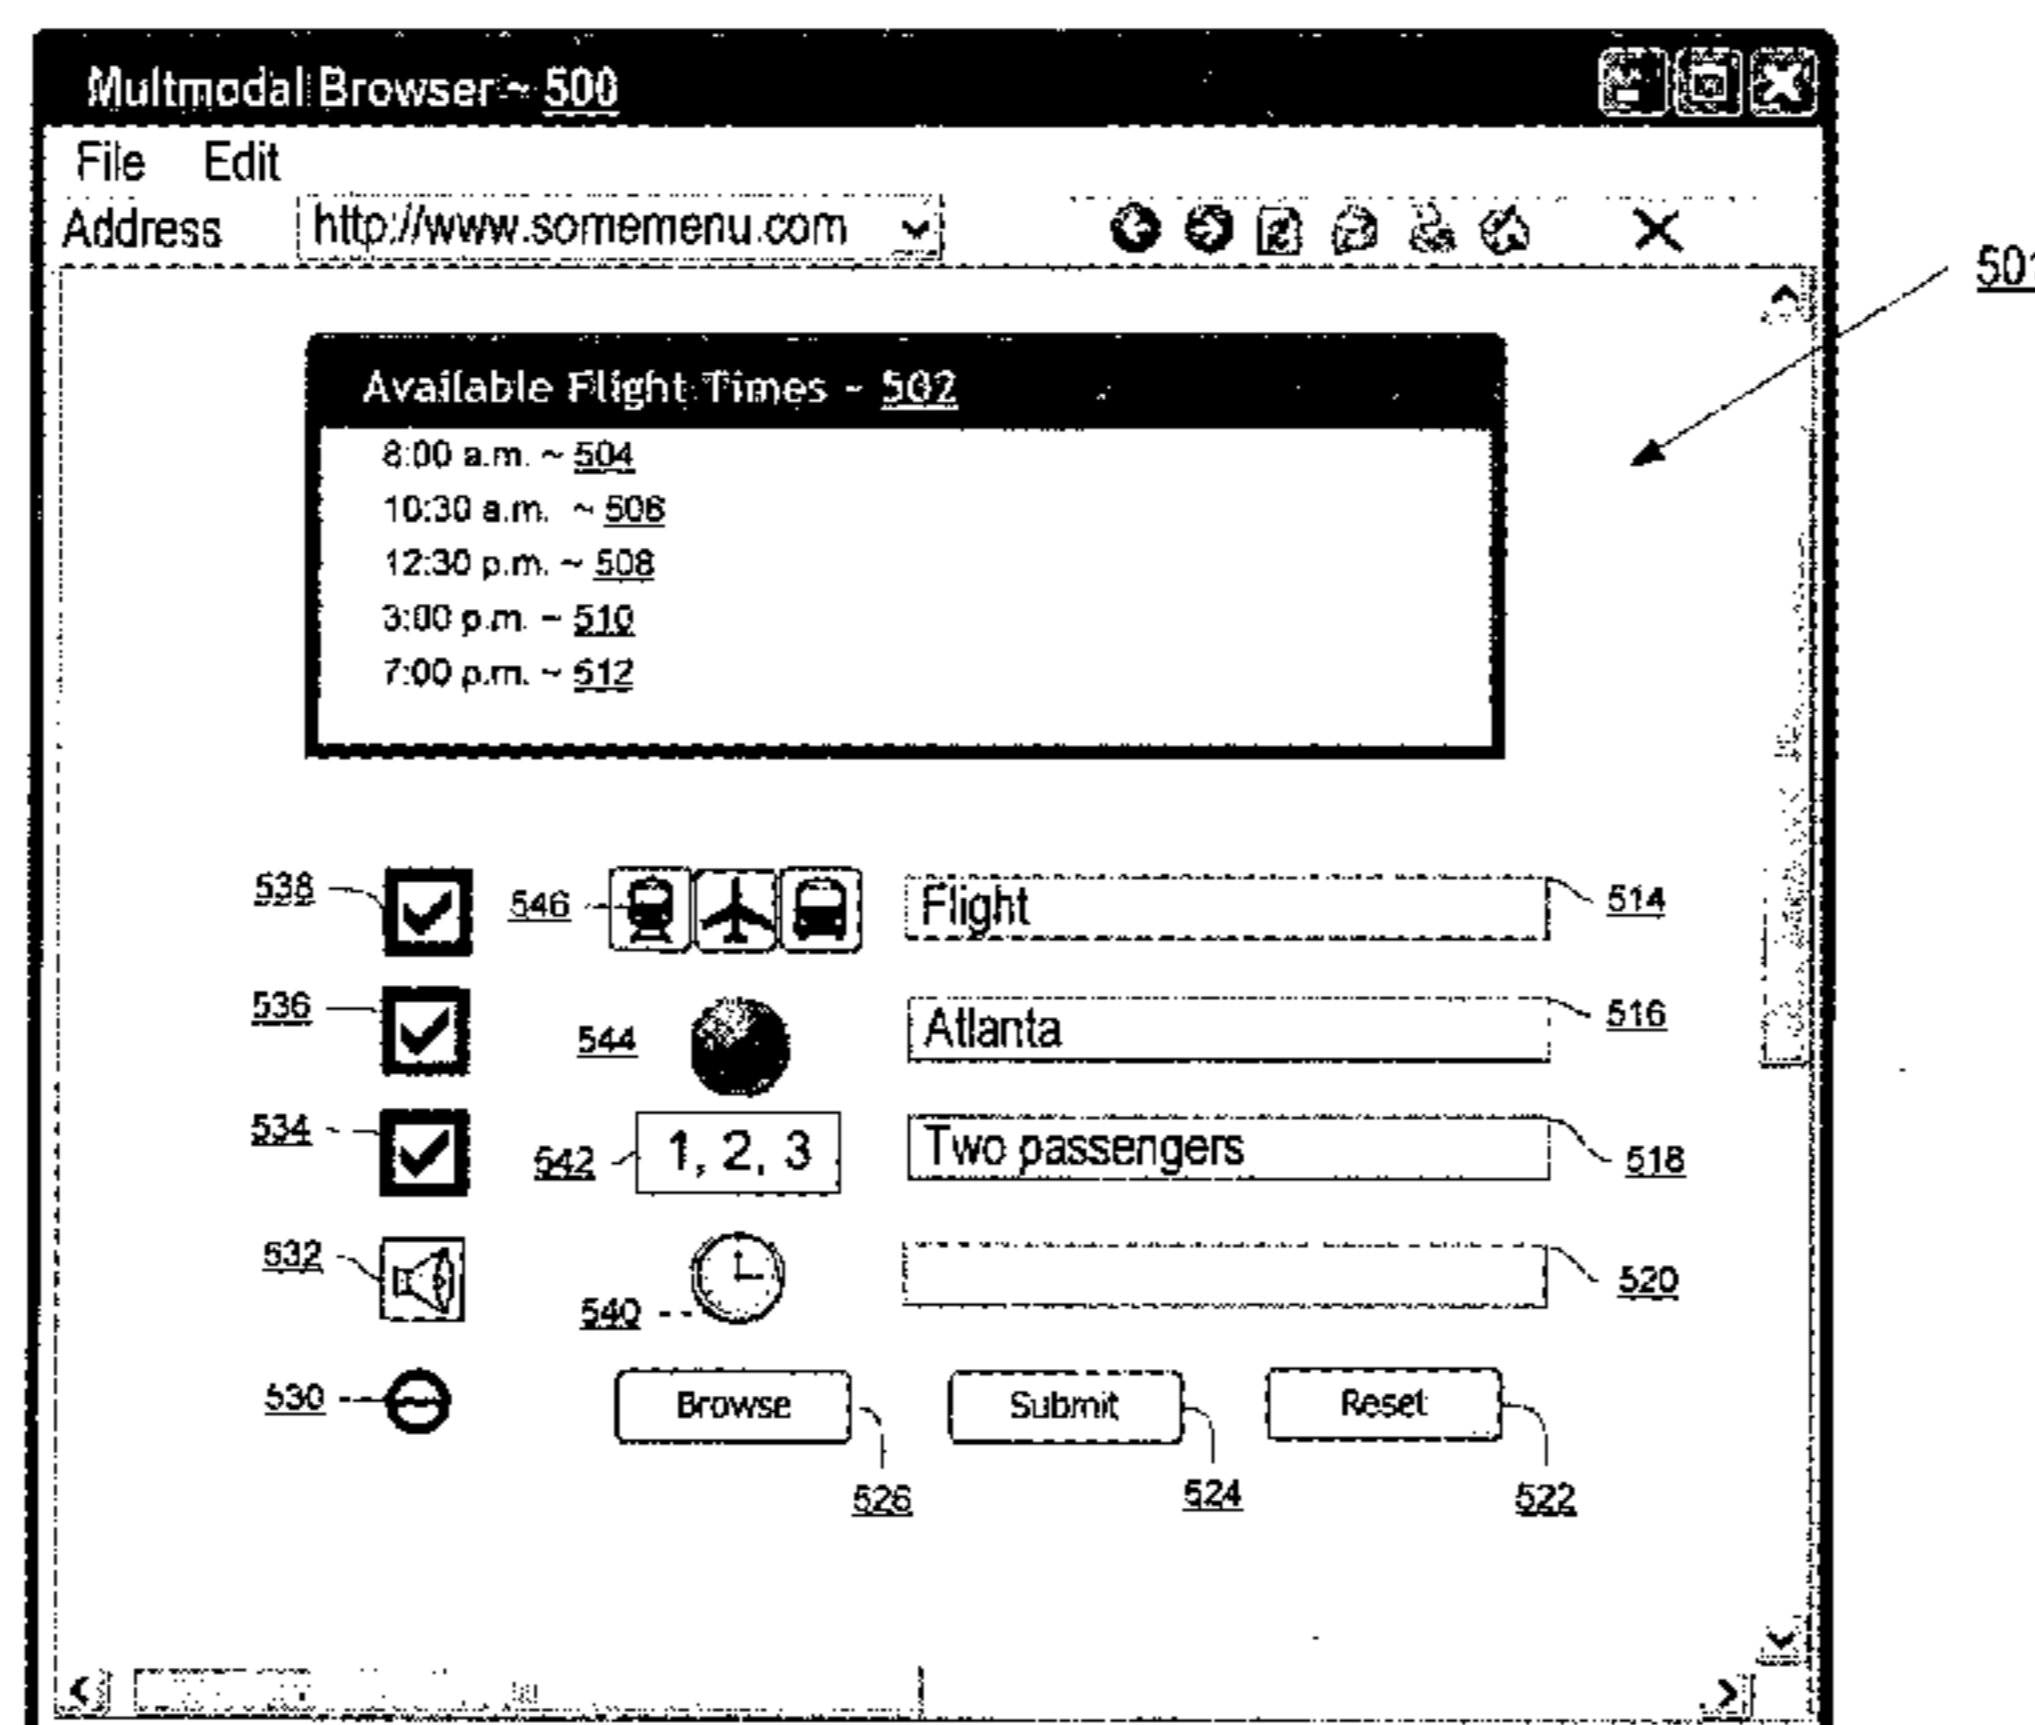 Multmodal Browser ~ 500
File Edit
Address http://www.somemenu.com
501
Available Flight Times ~ 502
8:00 a.m. ~ 504
10:30 a.m. ~ 506
12:30 p.m. ~ 508
3:00 p.m. ~ 510
7:00 p.m. ~ 512
538 546 Flight 514
536 544 Atlanta 516
534 542 1, 2, 3 Two passengers 518
532 540 520
530 Browse Submit Reset
526 524 522